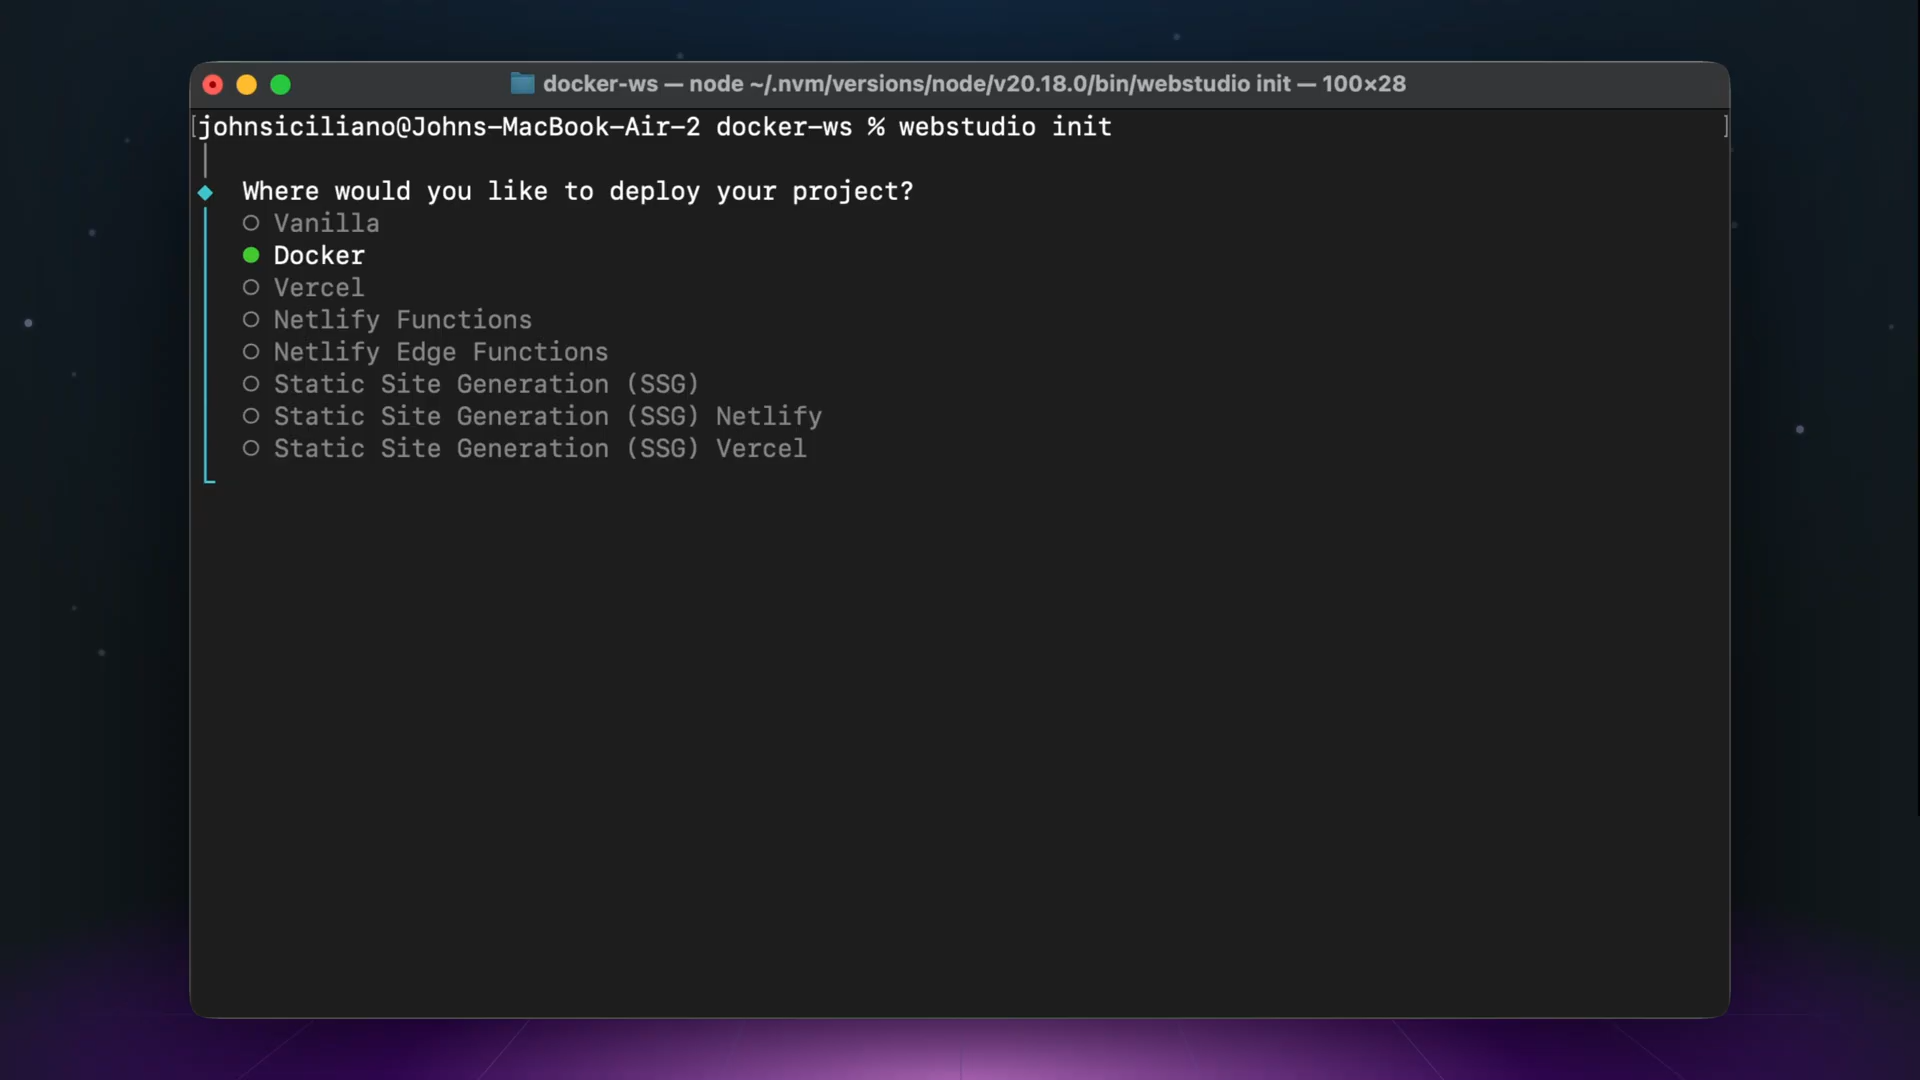 docker-ws — node ~/.nvm/versions/node/v20.18.0/bin/webstudio init — 100×28
[johnsiciliano@Johns-MacBook-Air-2 docker-ws % webstudio init ]
Where would you like to deploy your project?
Vanilla
Docker
Vercel
Netlify Functions
Netlify Edge Functions
Static Site Generation (SSG)
Static Site Generation (SSG) Netlify
Static Site Generation (SSG) Vercel